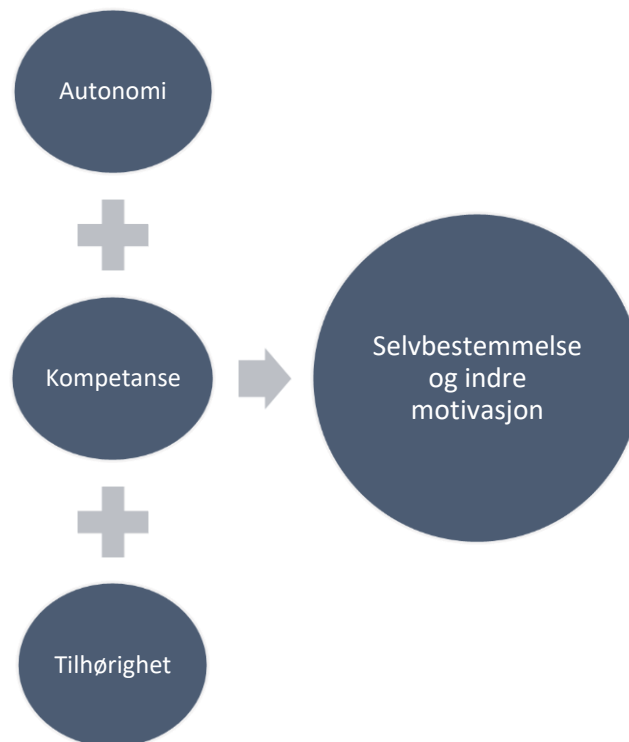 Autonomi
Kompetanse
Tilhørighet
Selvbestemmelse
og indre
motivasjon